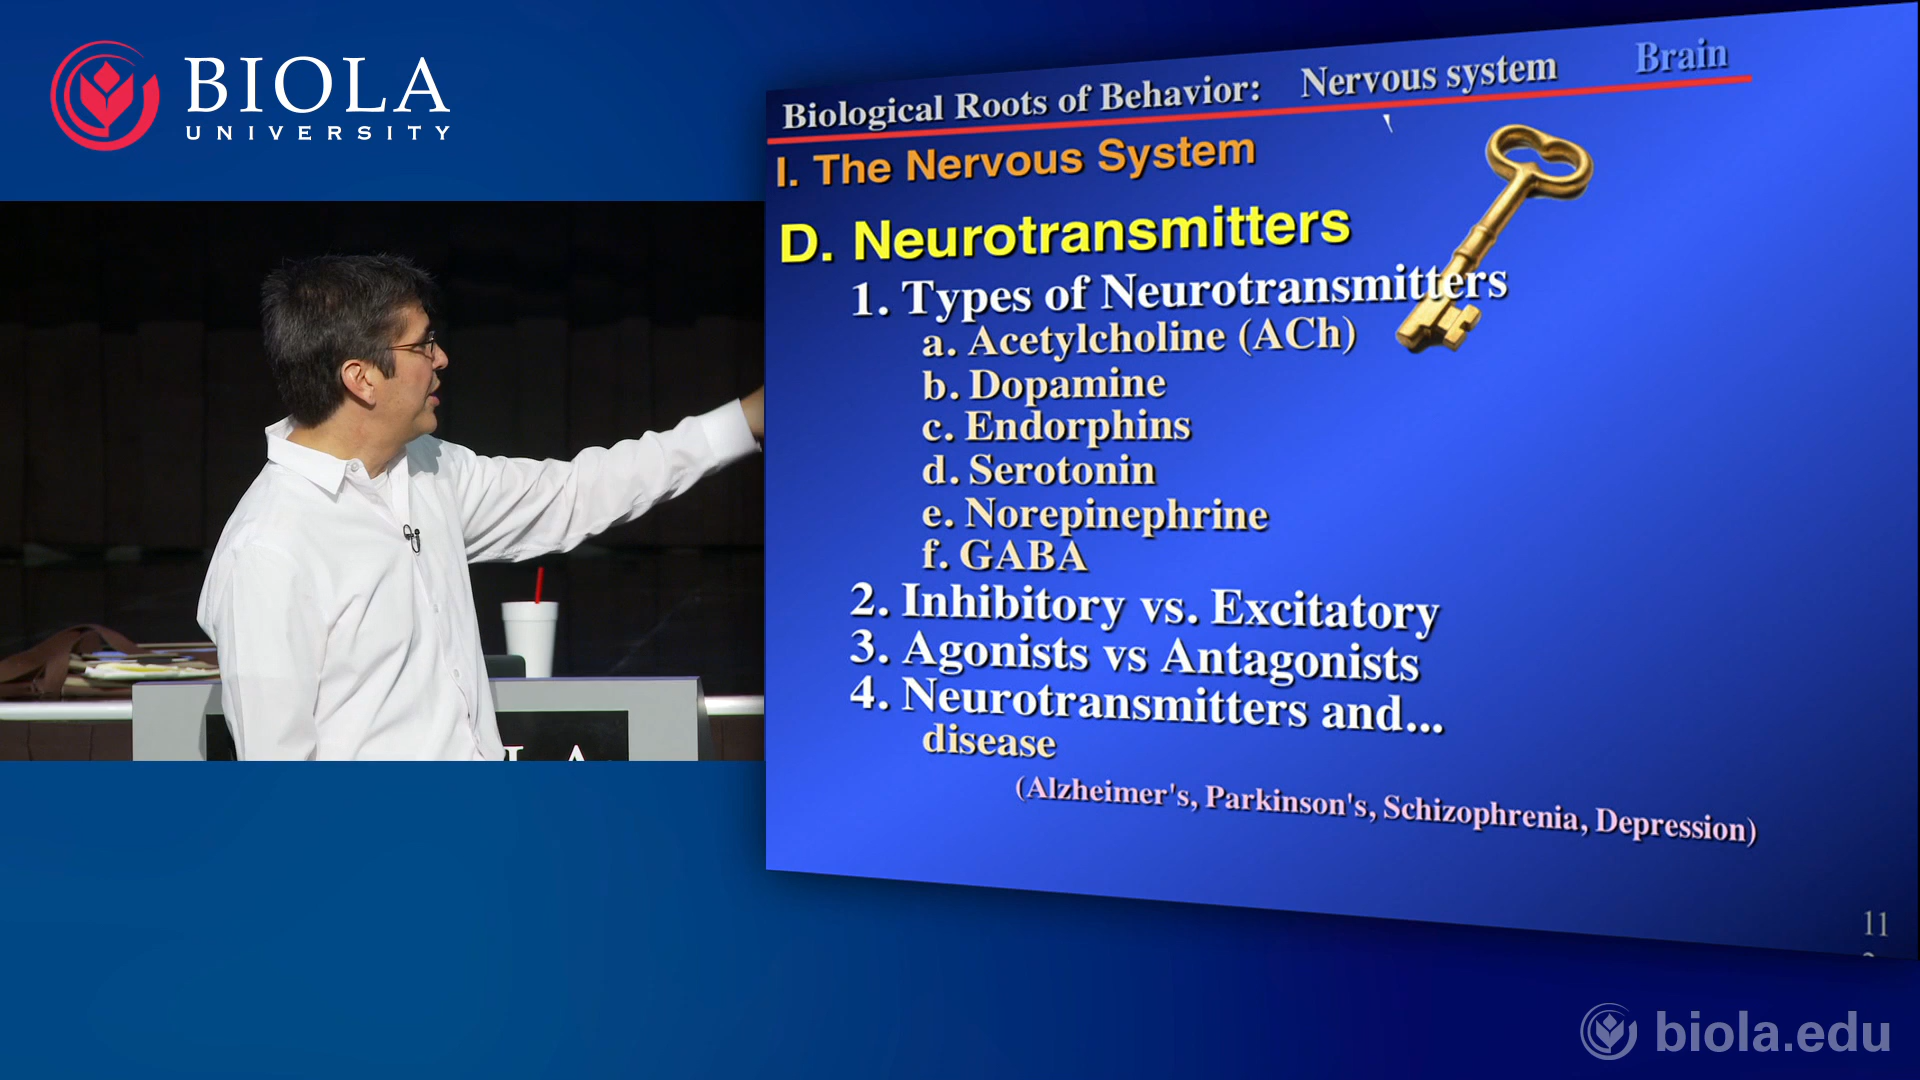 BIOLA
UNIVERSITY
Biological Roots of Behavior: Nervous system Brain
I. The Nervous System
D. Neurotransmitters
1. Types of Neurotransmitters
a. Acetylcholine (ACh)
b. Dopamine
c. Endorphins
d. Serotonin
e. Norepinephrine
f. GABA
2. Inhibitory vs. Excitatory
3. Agonists vs Antagonists
4. Neurotransmitters and...
disease
(Alzheimer's, Parkinson's, Schizophrenia, Depression)
11
biola.edu